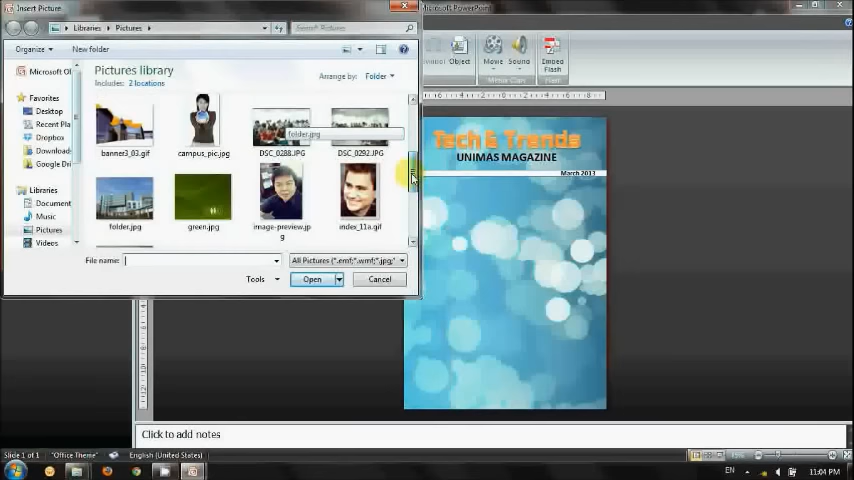 Insert Picture
Microsoft PowerPoint
Libraries
Pictures
Search Pictures
Organize
New folder
Object
Movie
Sound
Embed
Flash
Flash
Microsoft Of
Pictures library
Includes: 2 locations
Arrange by:
Folder
Favorites
Desktop
Recent Pla
Dropbox
Downloads
Google Dri
Libraries
Document
Music
Pictures
Videos
folder.jpg
banner3_03.gif
campus_pic.jpg
DSC_0288.JPG
DSC_0292.JPG
folder.jpg
green.jpg
image-preview.jp
g
index_11a.gif
File name:
All Pictures (*.emf;*.wmf;*.jpg;*
Tools
Open
Cancel
Tech & Trends
UNIMAS MAGAZINE
March 2013
Click to add notes
Slide 1 of 1
"Office Theme"
English (United States)
EN
11:04 PM